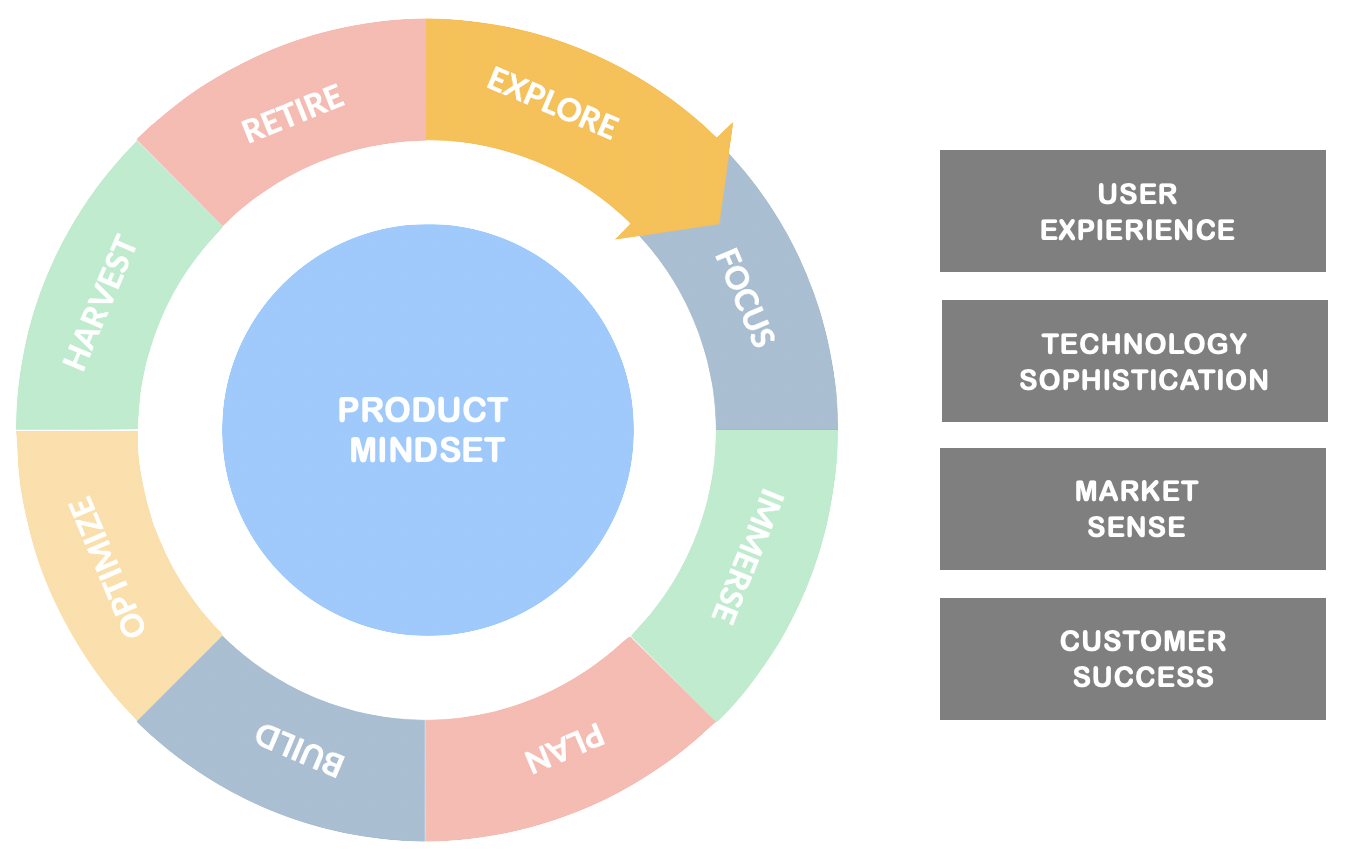 EXPLORE
FOCUS
IMMERSE
PLAN
BUILD
OPTIMIZE
HARVEST
RETIRE
PRODUCT
MINDSET
USER
EXPIERIENCE
TECHNOLOGY
SOPHISTICATION
MARKET
SENSE
CUSTOMER
SUCCESS